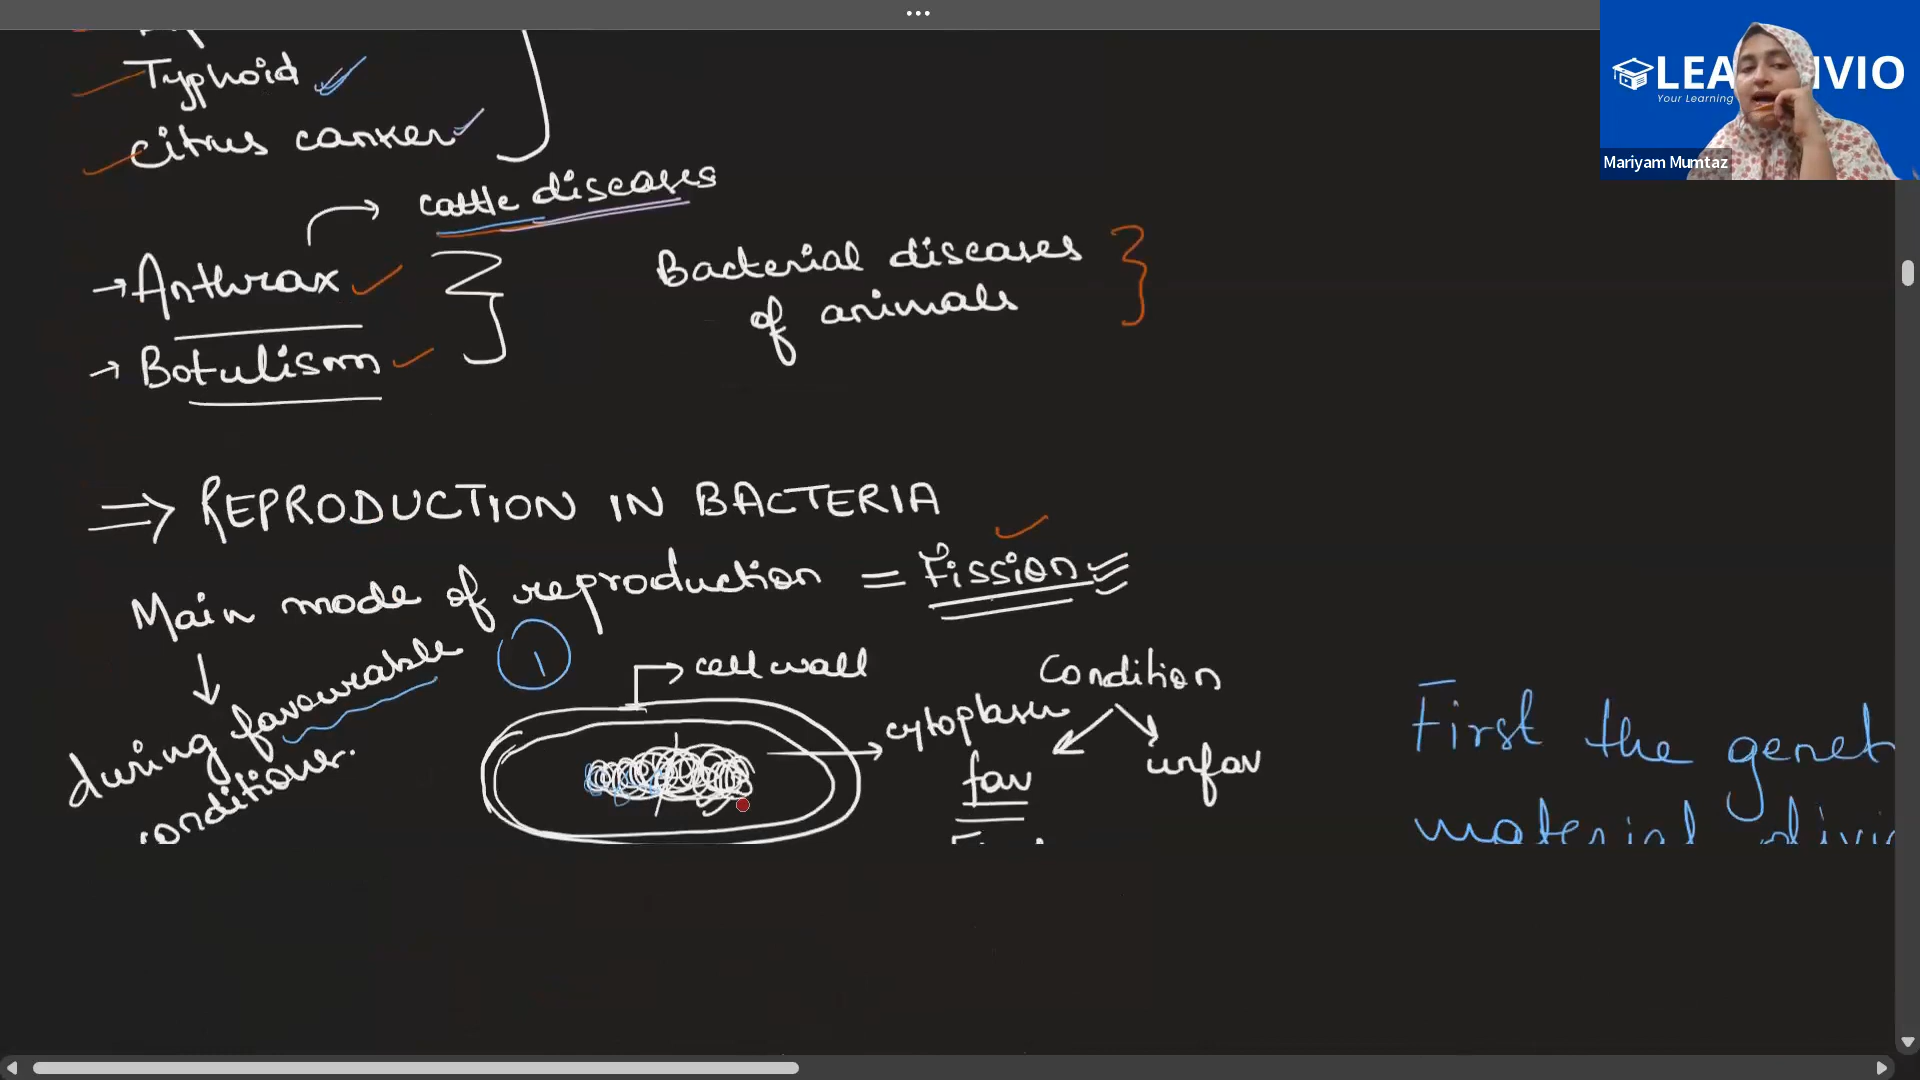 Typhoid
citrus canker
cattle diseases
→ Anthrax
Bacterial diseases
of animals
→ Botulism
⇒ REPRODUCTION IN BACTERIA
Main mode of reproduction = Fission
1
during favourable
conditions.
cell wall
cytoplasm
Condition
fav
unfav
First the genet
material divi
LEA IVIO
Your Learning
Mariyam Mumtaz